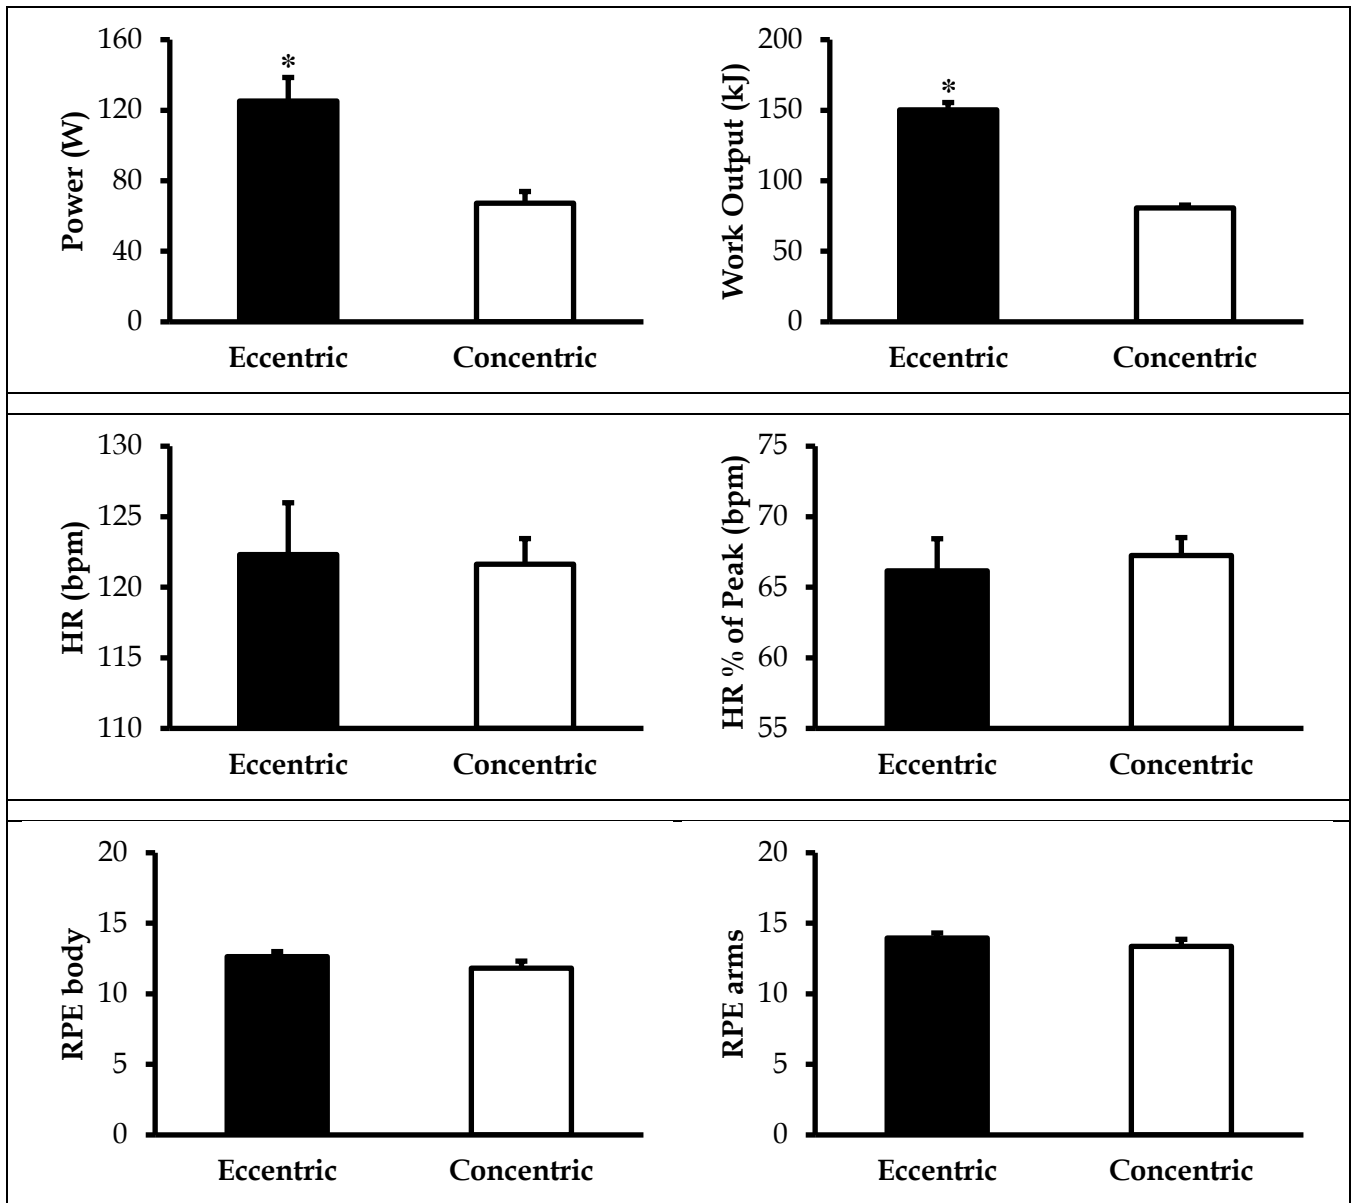 Power (W)
160
120
80
40
0
*
Eccentric
Concentric
Work Output (kJ)
200
150
100
50
0
*
Eccentric
Concentric
HR (bpm)
130
125
120
115
110
Eccentric
Concentric
HR % of Peak (bpm)
75
70
65
60
55
Eccentric
Concentric
RPE body
20
15
10
5
0
Eccentric
Concentric
RPE arms
20
15
10
5
0
Eccentric
Concentric